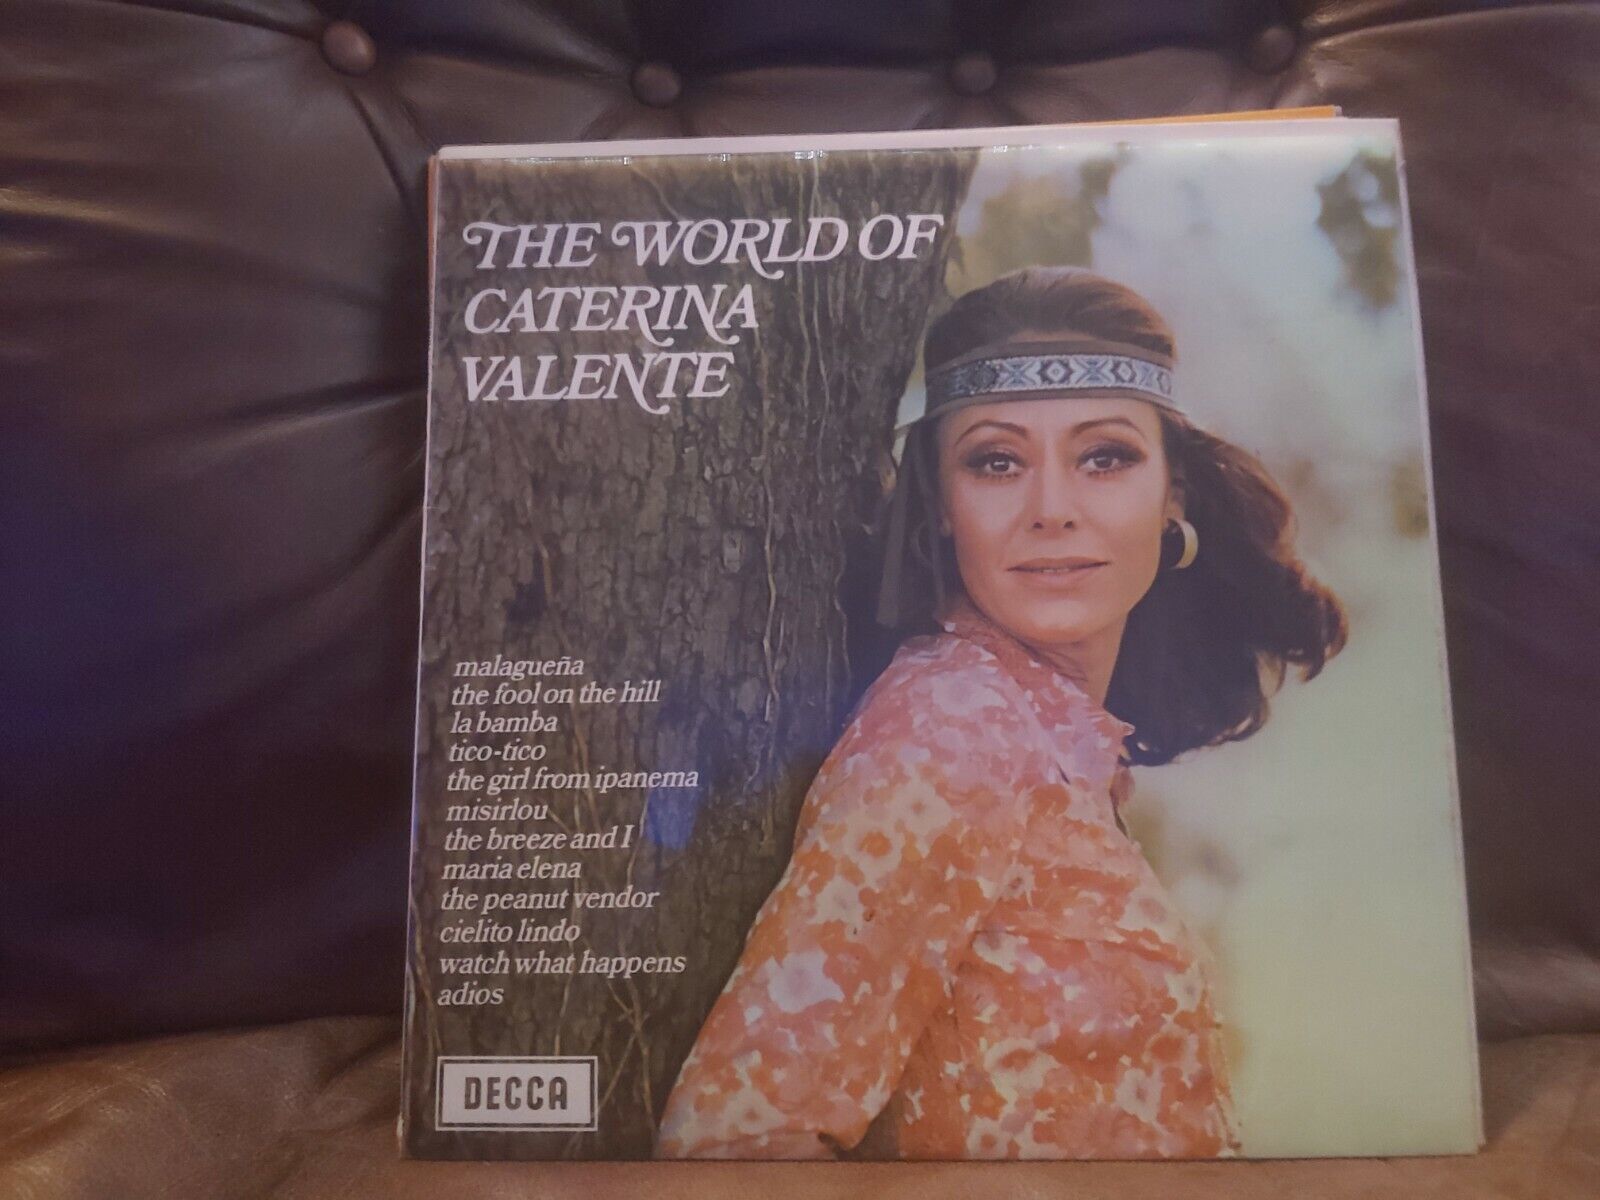 THE WORLD OF
CATERINA
VALENTE
malagueña
the fool on the hill
la bamba
tico-tico
the girl from ipanema
misirlou
the breeze and I
maria elena
the peanut vendor
cielito lindo
watch what happens
adios
DECCA